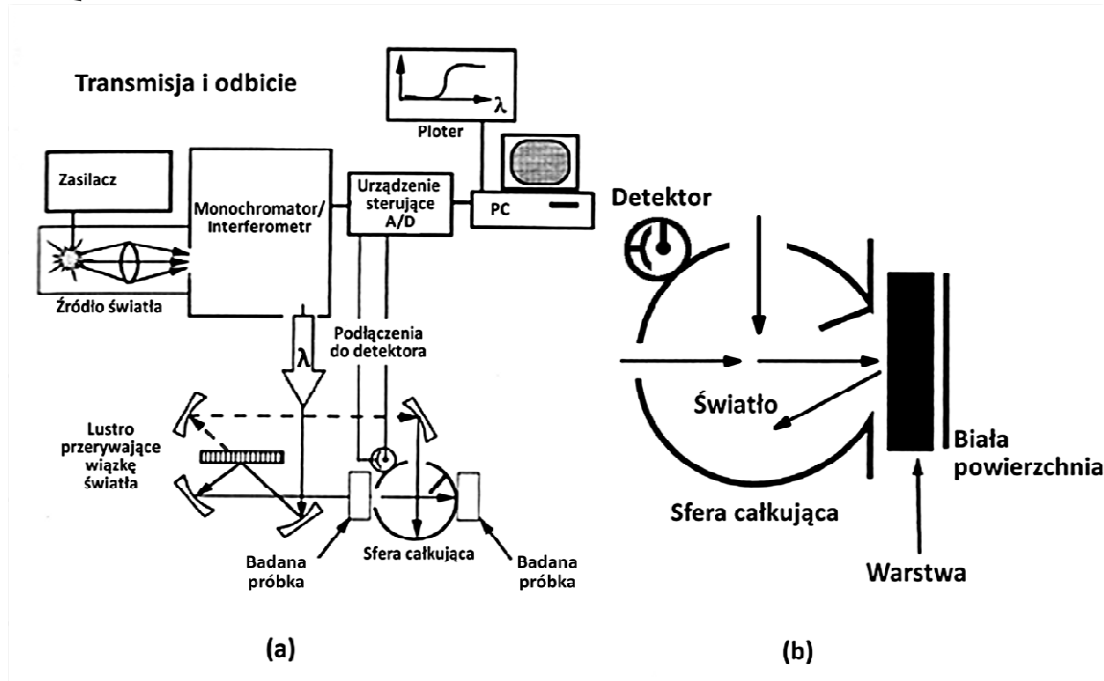 Transmisja i odbicie
λ
Ploter
Zasilacz
Monochromator/
Interferometr
Urządzenie
sterujące
A/D
PC
Źródło światła
Podłączenia
do detektora
λ
Lustro
przerywające
wiązkę
światła
Badana
próbka
Sfera całkująca
Badana
próbka
(a)
Detektor
Światło
Biała
powierzchnia
Sfera całkująca
Warstwa
(b)